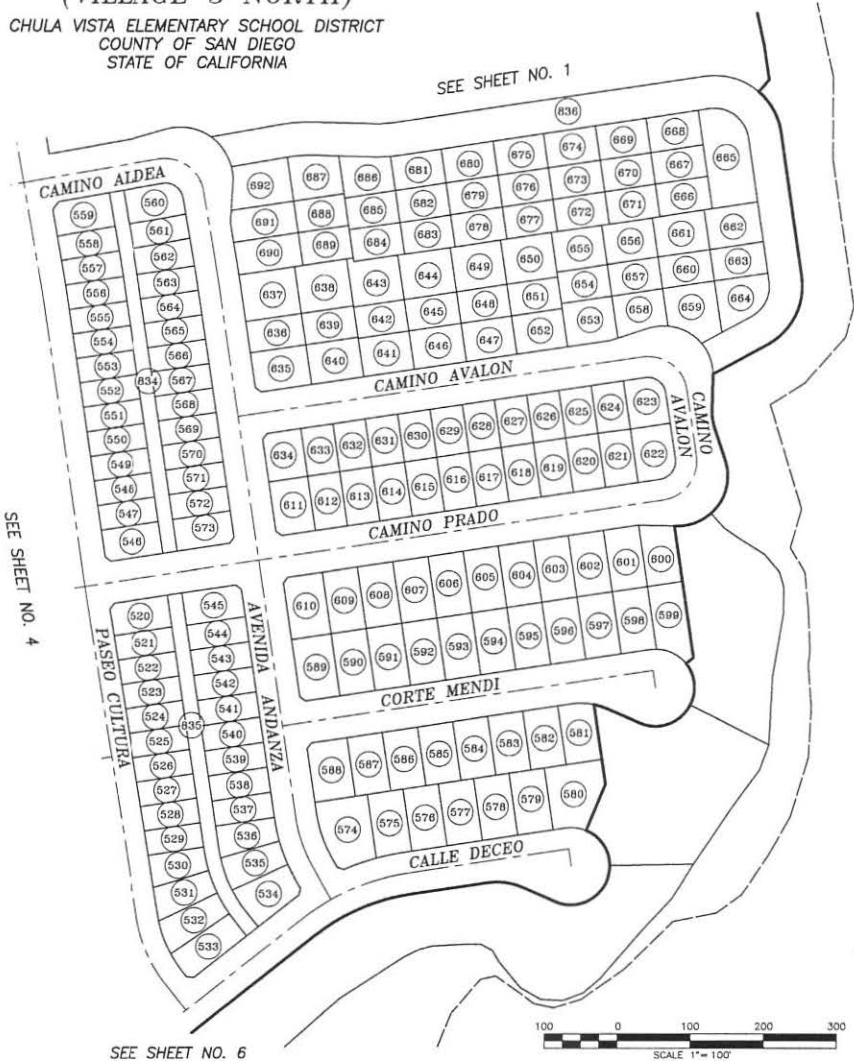 (VILLAGE 3 NORTH)
CHULA VISTA ELEMENTARY SCHOOL DISTRICT
COUNTY OF SAN DIEGO
STATE OF CALIFORNIA
SEE SHEET NO. 1
836
692 687 686 681 680 675 674 669 668 665
691 688 685 682 679 676 673 670 667
690 689 684 683 678 677 672 671 666
637 638 643 644 649 650 655 656 661 662
636 639 642 645 648 651 654 657 660 663
635 640 641 646 647 652 653 658 659 664
CAMINO ALDEA
559 560
558 561
557 562
556 563
555 564
554 565
553 566
552 834 567
551 568
550 569
549 570
548 571
547 572
546 573
CAMINO AVALON
CAMINO AVALON
634 633 632 631 630 629 628 627 626 625 624 623
611 612 613 614 615 616 617 618 619 620 621 622
CAMINO PRADO
SEE SHEET NO. 4
610 609 608 607 606 605 604 603 602 601 600
589 590 591 592 593 594 595 596 597 598 599
CORTE MENDI
PASEO CULTURA
AVENIDA ANDANZA
520 545
521 544
522 543
523 542
524 541
525 835 540
526 539
527 538
528 537
529 536
530 535
531 534
532
533
588 587 586 585 584 583 582 581
574 575 576 577 578 579 580
CALLE DECEO
SEE SHEET NO. 6
100 0 100 200 300
SCALE 1"= 100'